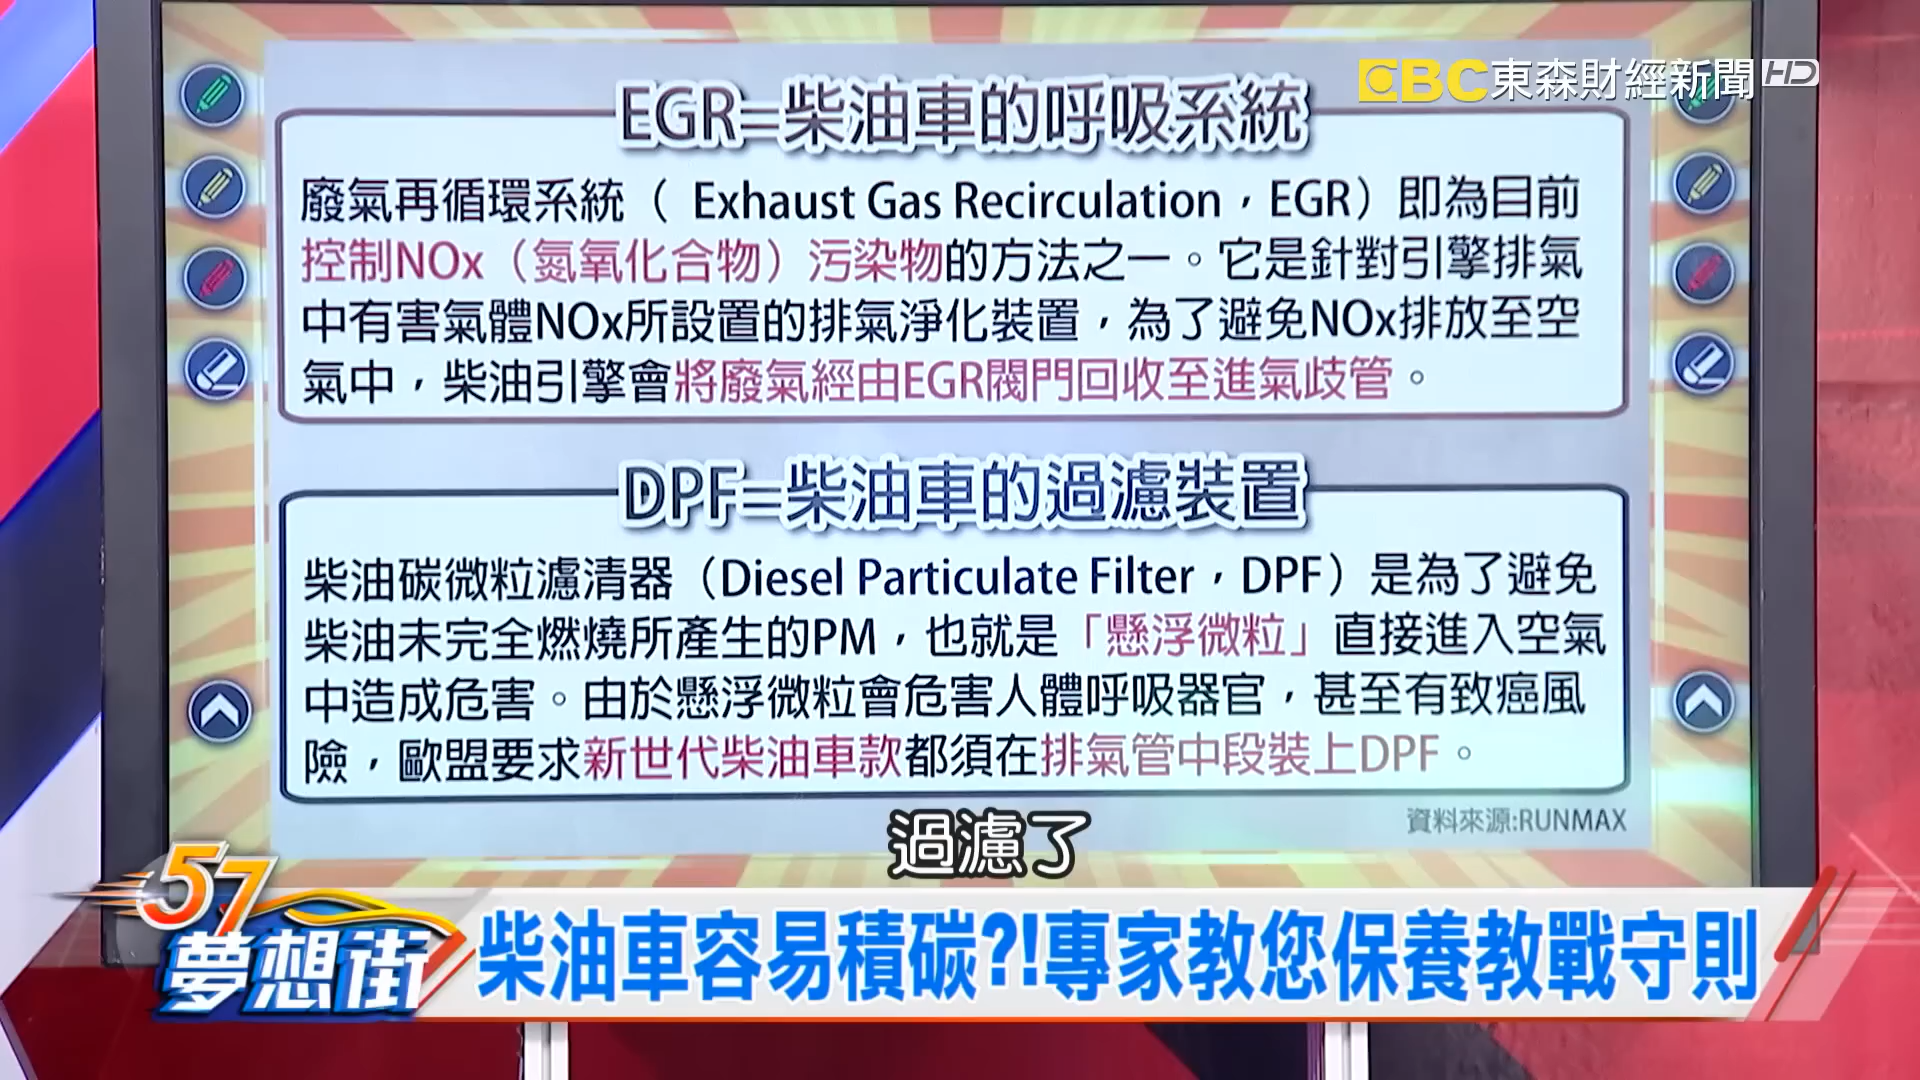 EBC東森財經新聞HD
EGR=柴油車的呼吸系統
廢氣再循環系統（ Exhaust Gas Recirculation，EGR）即為目前
控制NOx（氮氧化合物）污染物的方法之一。它是針對引擎排氣
中有害氣體NOx所設置的排氣淨化裝置，為了避免NOx排放至空
氣中，柴油引擎會將廢氣經由EGR閥門回收至進氣歧管。
DPF=柴油車的過濾裝置
柴油碳微粒濾清器（Diesel Particulate Filter，DPF）是為了避免
柴油未完全燃燒所產生的PM，也就是「懸浮微粒」直接進入空氣
中造成危害。由於懸浮微粒會危害人體呼吸器官，甚至有致癌風
險，歐盟要求新世代柴油車款都須在排氣管中段裝上DPF。
資料來源:RUNMAX
過濾了
57夢想街
柴油車容易積碳?!專家教您保養教戰守則